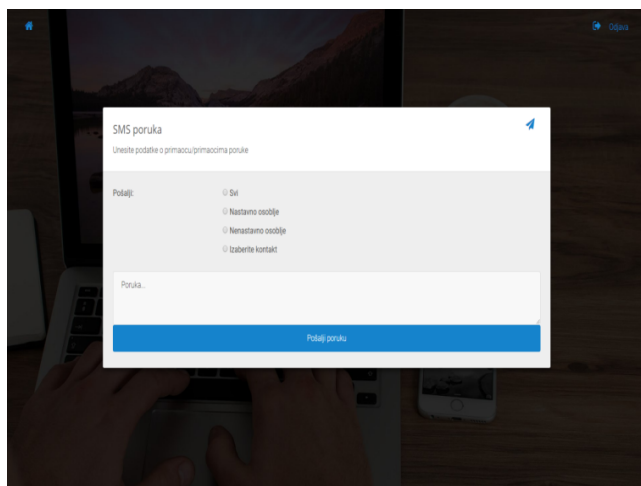 Odjava
SMS poruka
Unesite podatke o primaocu/primaocima poruke
Pošalji:
Svi
Nastavno osoblje
Nenastavno osoblje
Izaberite kontakt
Poruka...
Pošalji poruku